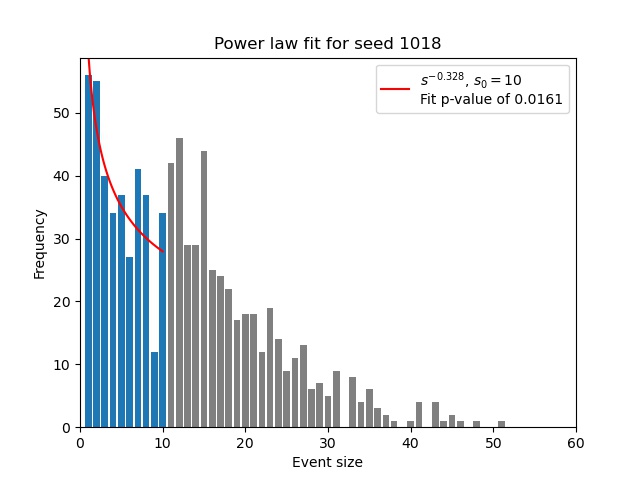 Power law fit for seed 1018
s^{-0.328}, s_0 = 10
Fit p-value of 0.0161
Frequency
50
40
30
20
10
0
0 10 20 30 40 50 60
Event size